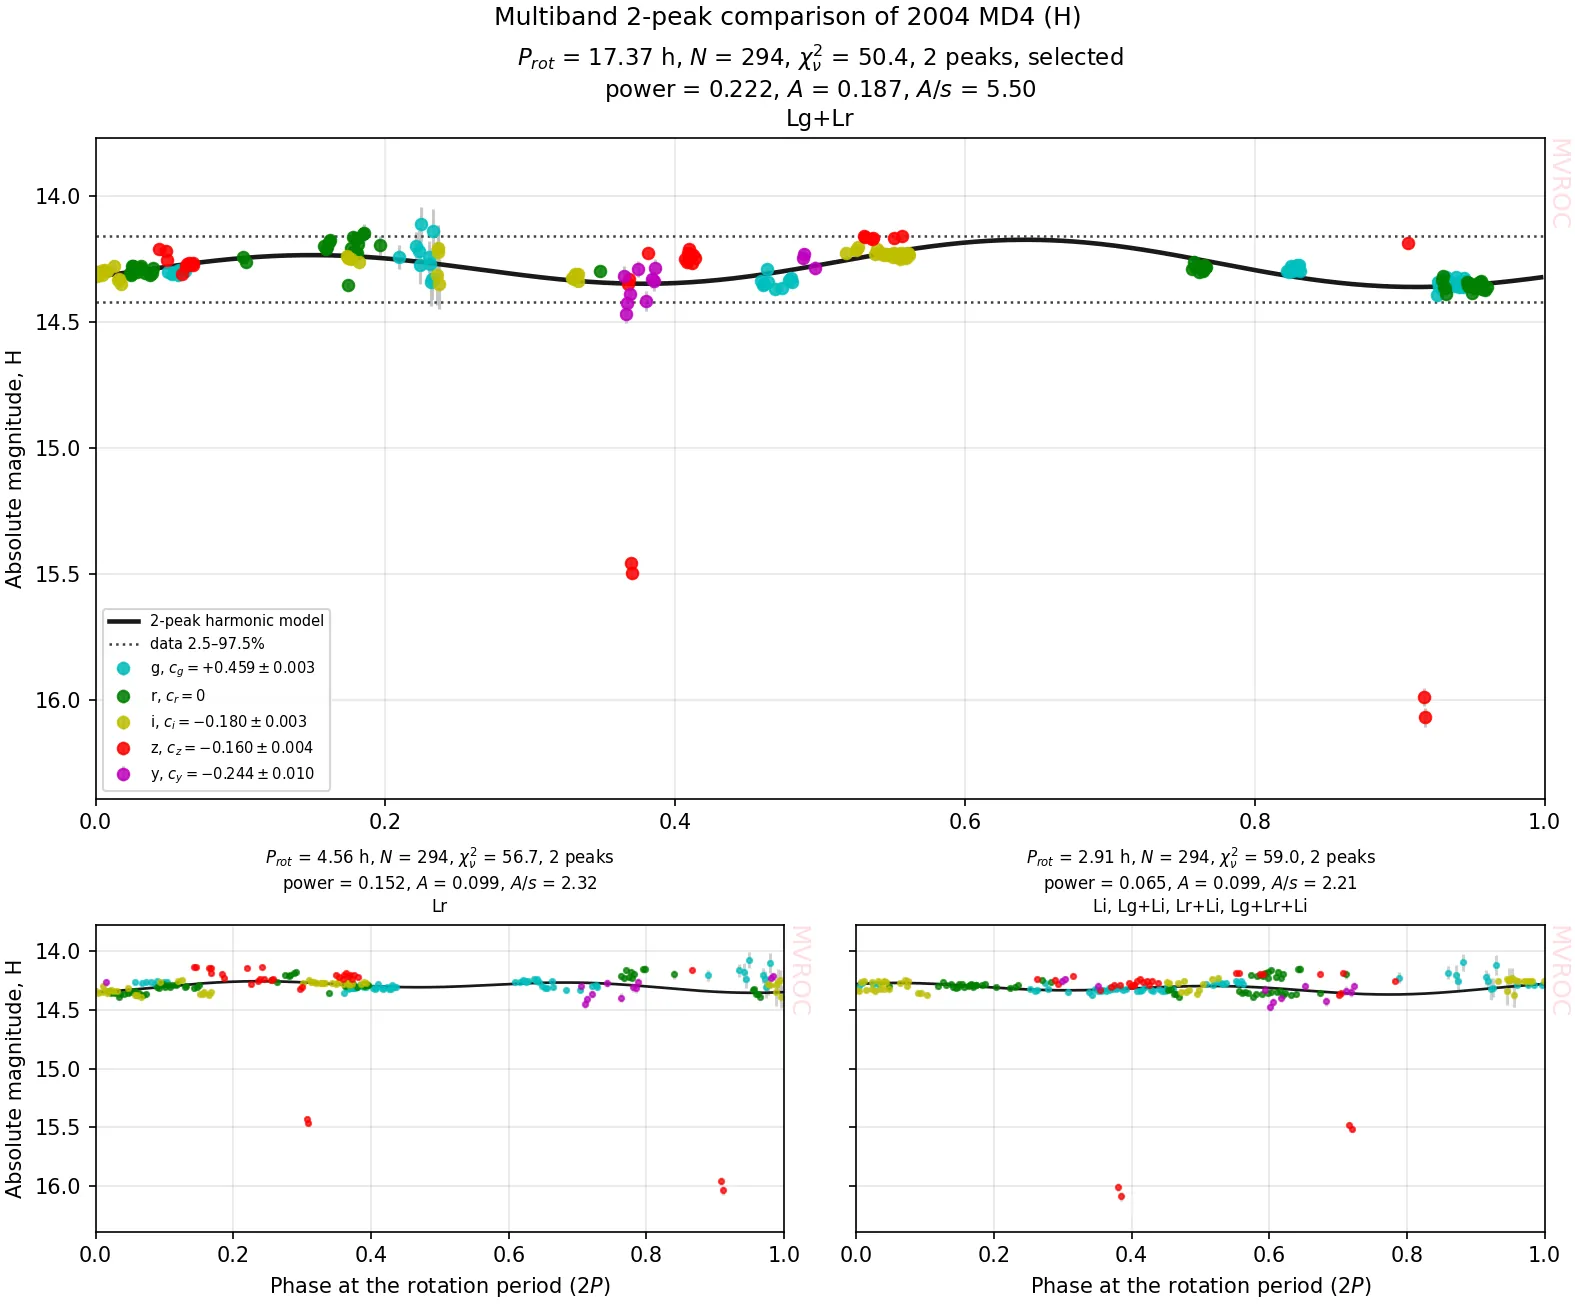 Multiband 2-peak comparison of 2004 MD4 (H)
P_rot = 17.37 h, N = 294, χ²_ν = 50.4, 2 peaks, selected
power = 0.222, A = 0.187, A/s = 5.50
Lg+Lr
MVROC
Absolute magnitude, H
14.0
14.5
15.0
15.5
16.0
2-peak harmonic model
data 2.5–97.5%
g, c_g = +0.459 ± 0.003
r, c_r = 0
i, c_i = −0.180 ± 0.003
z, c_z = −0.160 ± 0.004
y, c_y = −0.244 ± 0.010
0.0 0.2 0.4 0.6 0.8 1.0
P_rot = 4.56 h, N = 294, χ²_ν = 56.7, 2 peaks
power = 0.152, A = 0.099, A/s = 2.32
Lr
MVROC
Absolute magnitude, H
14.0
14.5
15.0
15.5
16.0
0.0 0.2 0.4 0.6 0.8 1.0
Phase at the rotation period (2P)
P_rot = 2.91 h, N = 294, χ²_ν = 59.0, 2 peaks
power = 0.065, A = 0.099, A/s = 2.21
Li, Lg+Li, Lr+Li, Lg+Lr+Li
MVROC
0.0 0.2 0.4 0.6 0.8 1.0
Phase at the rotation period (2P)